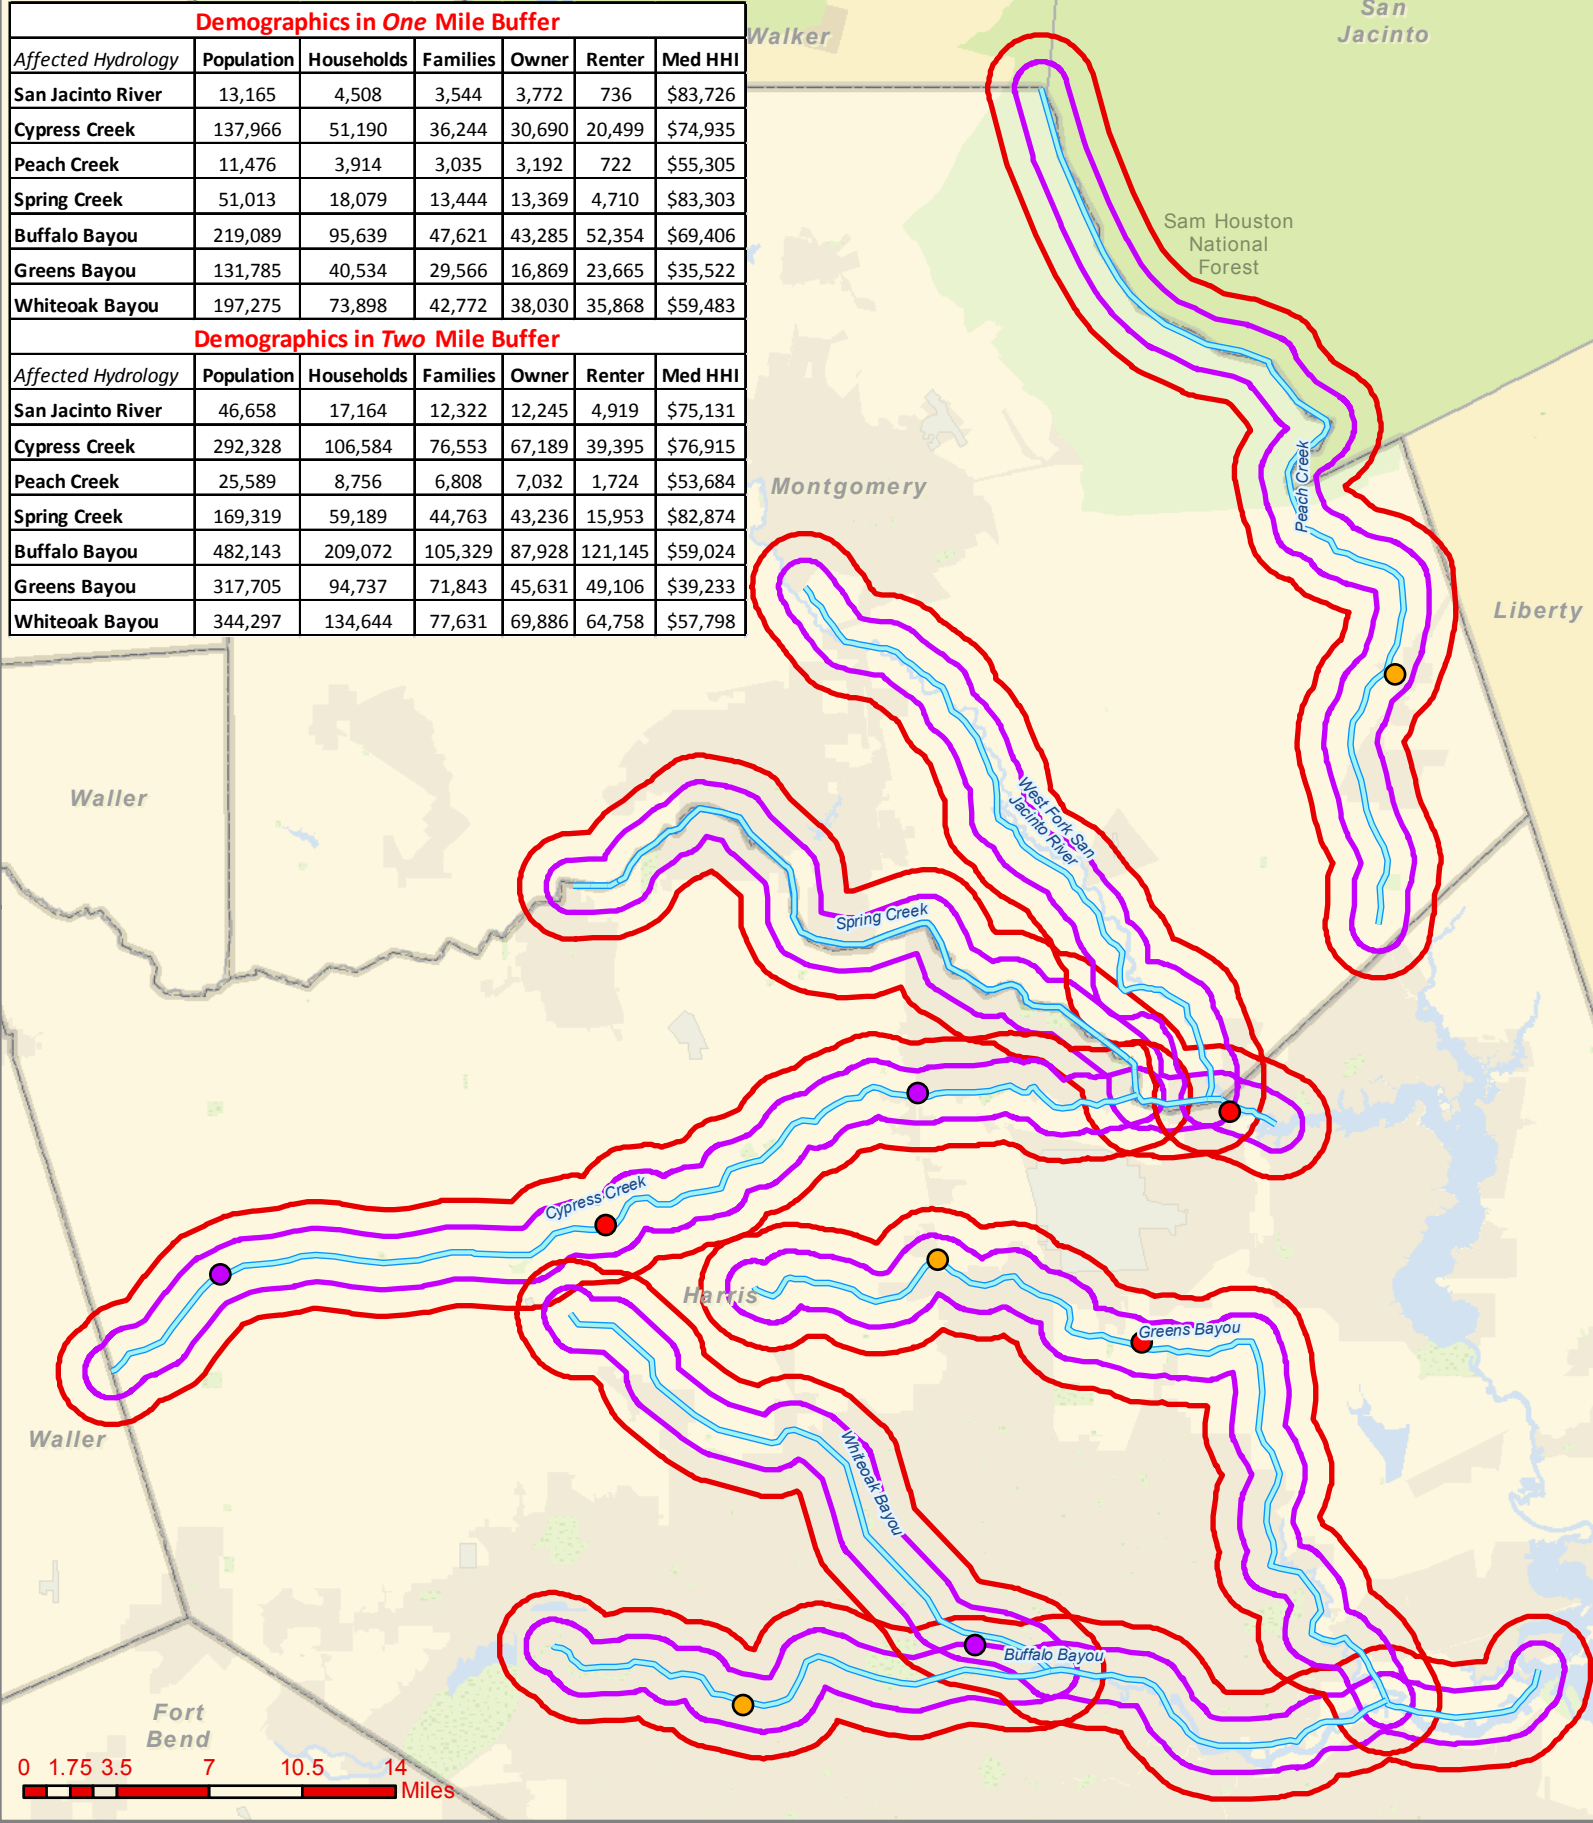 Demographics in One Mile Buffer
Affected Hydrology Population Households Families Owner Renter Med HHI
San Jacinto River 13,165 4,508 3,544 3,772 736 $83,726
Cypress Creek 137,966 51,190 36,244 30,690 20,499 $74,935
Peach Creek 11,476 3,914 3,035 3,192 722 $55,305
Spring Creek 51,013 18,079 13,444 13,369 4,710 $83,303
Buffalo Bayou 219,089 95,639 47,621 43,285 52,354 $69,406
Greens Bayou 131,785 40,534 29,566 16,869 23,665 $35,522
Whiteoak Bayou 197,275 73,898 42,772 38,030 35,868 $59,483
Demographics in Two Mile Buffer
Affected Hydrology Population Households Families Owner Renter Med HHI
San Jacinto River 46,658 17,164 12,322 12,245 4,919 $75,131
Cypress Creek 292,328 106,584 76,553 67,189 39,395 $76,915
Peach Creek 25,589 8,756 6,808 7,032 1,724 $53,684
Spring Creek 169,319 59,189 44,763 43,236 15,953 $82,874
Buffalo Bayou 482,143 209,072 105,329 87,928 121,145 $59,024
Greens Bayou 317,705 94,737 71,843 45,631 49,106 $39,233
Whiteoak Bayou 344,297 134,644 77,631 69,886 64,758 $57,798
Walker
San
Jacinto
Sam Houston
National
Forest
Peach Creek
Montgomery
Liberty
Waller
West Fork San
Jacinto River
Spring Creek
Cypress Creek
Harris
Greens Bayou
Waller
Whiteoak Bayou
Buffalo Bayou
Fort
Bend
0 1.75 3.5 7 10.5 14
Miles